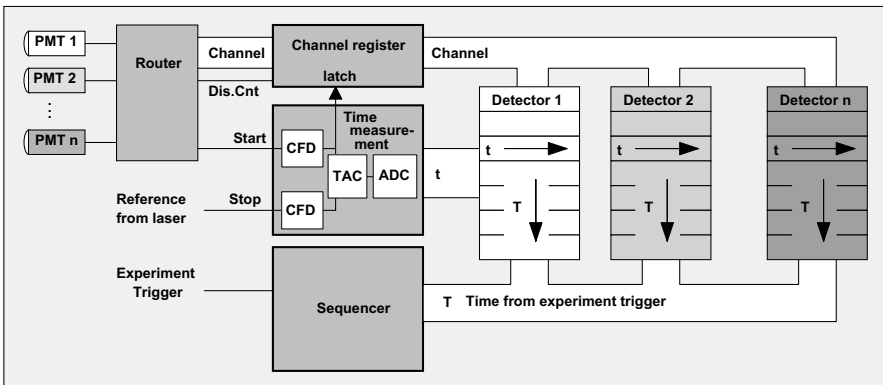 PMT 1
PMT 2
PMT n
Router
Channel
Dis.Cnt
Channel register
latch
Channel
Start
Time
measure-
ment
CFD
TAC
ADC
t
Reference
from laser
Stop
CFD
Experiment
Trigger
Sequencer
T Time from experiment trigger
Detector 1
Detector 2
Detector n
t
t
t
T
T
T